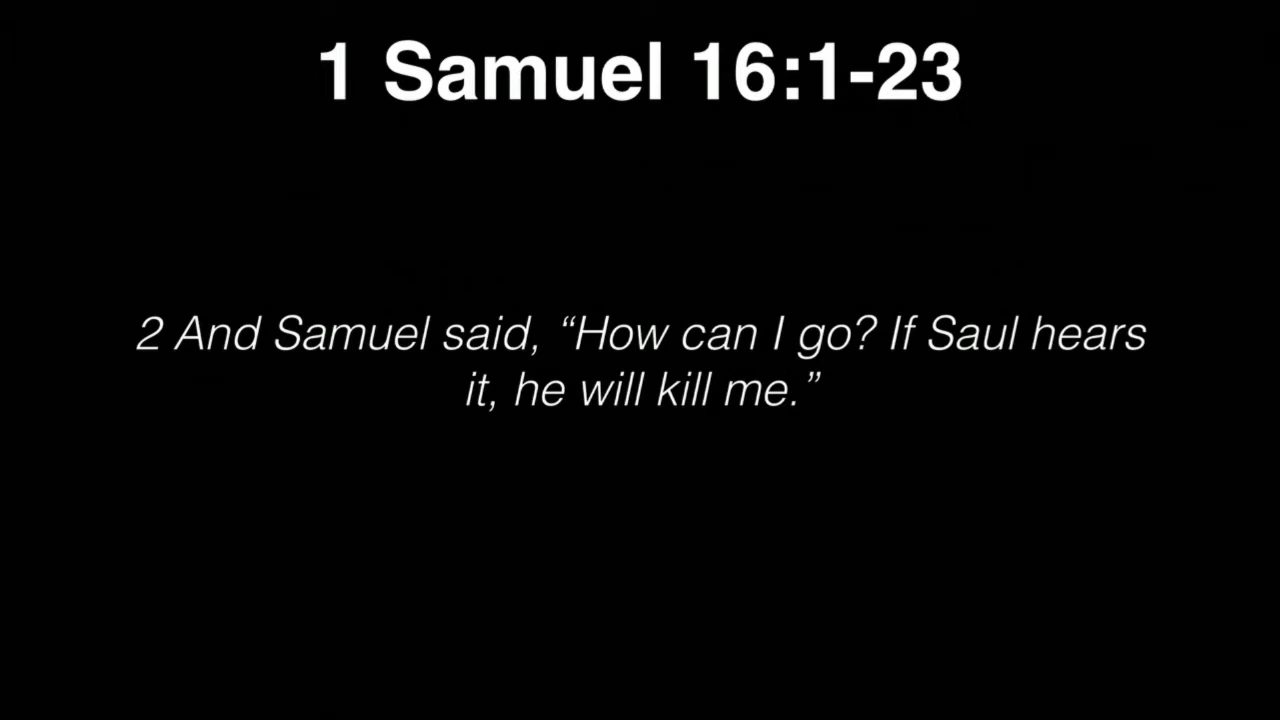 1 Samuel 16:1-23
2 And Samuel said, “How can I go? If Saul hears
it, he will kill me.”